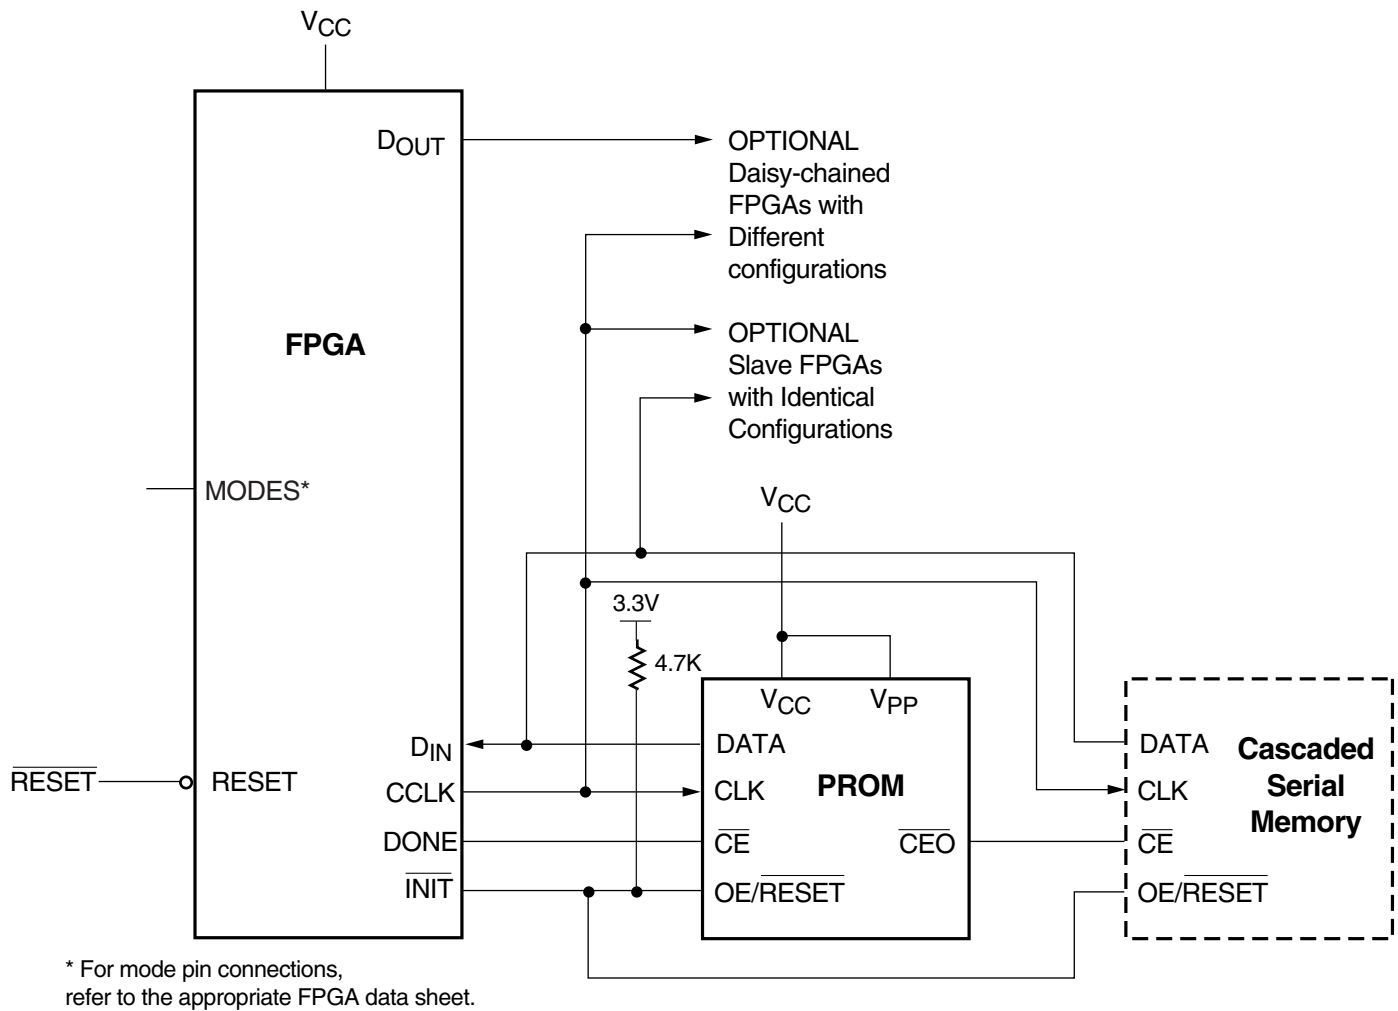 VCC
DOUT
OPTIONAL
Daisy-chained
FPGAs with
Different
configurations
FPGA
OPTIONAL
Slave FPGAs
with Identical
Configurations
MODES*
VCC
3.3V
4.7K
VCC
VPP
DIN
DATA
DATA
Cascaded
Serial
Memory
RESET
RESET
CCLK
CLK
PROM
CLK
DONE
CE
CEO
CE
INIT
OE/RESET
OE/RESET
* For mode pin connections,
refer to the appropriate FPGA data sheet.